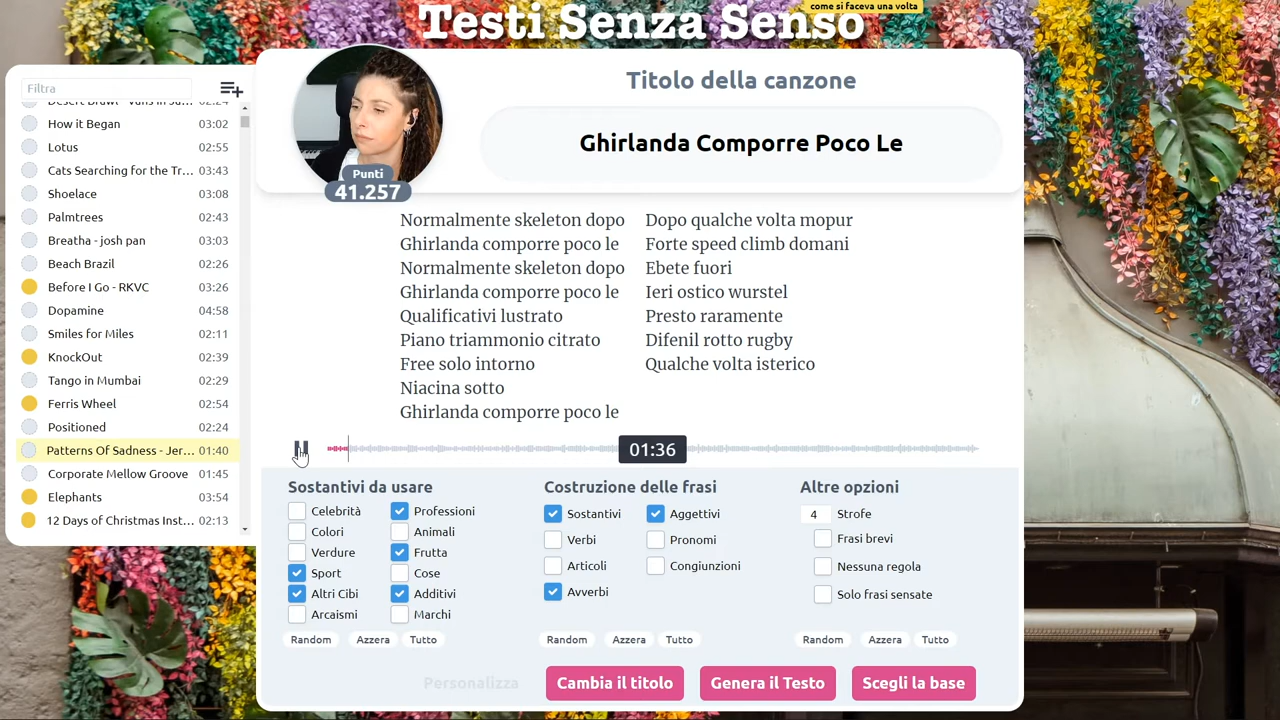 come si faceva una volta
Testi Senza Senso
Filtra
02:24
How it Began 03:02
Lotus 02:55
Cats Searching for the Tr... 03:43
Shoelace 03:08
Palmtrees 02:43
Breatha - josh pan 03:03
Beach Brazil 02:26
Before I Go - RKVC 03:26
Dopamine 04:58
Smiles for Miles 02:11
KnockOut 02:39
Tango in Mumbai 02:29
Ferris Wheel 02:54
Positioned 02:24
Patterns Of Sadness - Jer... 01:40
Corporate Mellow Groove 01:45
Elephants 03:54
12 Days of Christmas Inst... 02:13
Punti
41.257
Titolo della canzone
Ghirlanda Comporre Poco Le
Normalmente skeleton dopo
Ghirlanda comporre poco le
Normalmente skeleton dopo
Ghirlanda comporre poco le
Qualificativi lustrato
Piano triammonio citrato
Free solo intorno
Niacina sotto
Ghirlanda comporre poco le
Dopo qualche volta mopur
Forte speed climb domani
Ebete fuori
Ieri ostico wurstel
Presto raramente
Difenil rotto rugby
Qualche volta isterico
01:36
Sostantivi da usare
Celebrità Professioni
Colori Animali
Verdure Frutta
Sport Cose
Altri Cibi Additivi
Arcaismi Marchi
Random Azzera Tutto
Costruzione delle frasi
Sostantivi Aggettivi
Verbi Pronomi
Articoli Congiunzioni
Avverbi
Random Azzera Tutto
Altre opzioni
4 Strofe
Frasi brevi
Nessuna regola
Solo frasi sensate
Random Azzera Tutto
Personalizza Cambia il titolo Genera il Testo Scegli la base